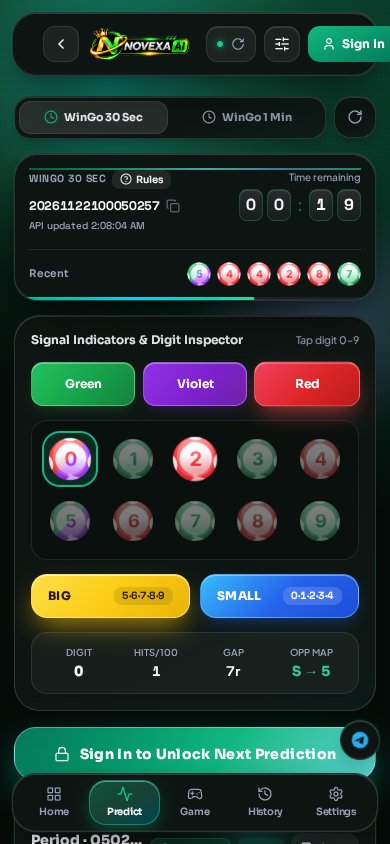 NOVEXA AI
Sign In
WinGo 30 Sec
WinGo 1 Min
WINGO 30 SEC
Rules
Time remaining
20261122100050257
0 0 : 1 9
API updated 2:08:04 AM
Recent
5 4 4 2 8 7
Signal Indicators & Digit Inspector
Tap digit 0–9
Green
Violet
Red
0 1 2 3 4
5 6 7 8 9
BIG
5·6·7·8·9
SMALL
0·1·2·3·4
DIGIT HITS/100 GAP OPP MAP
0 1 7r S → 5
Sign In to Unlock Next Prediction
Home Predict Game History Settings
Period · 0502...